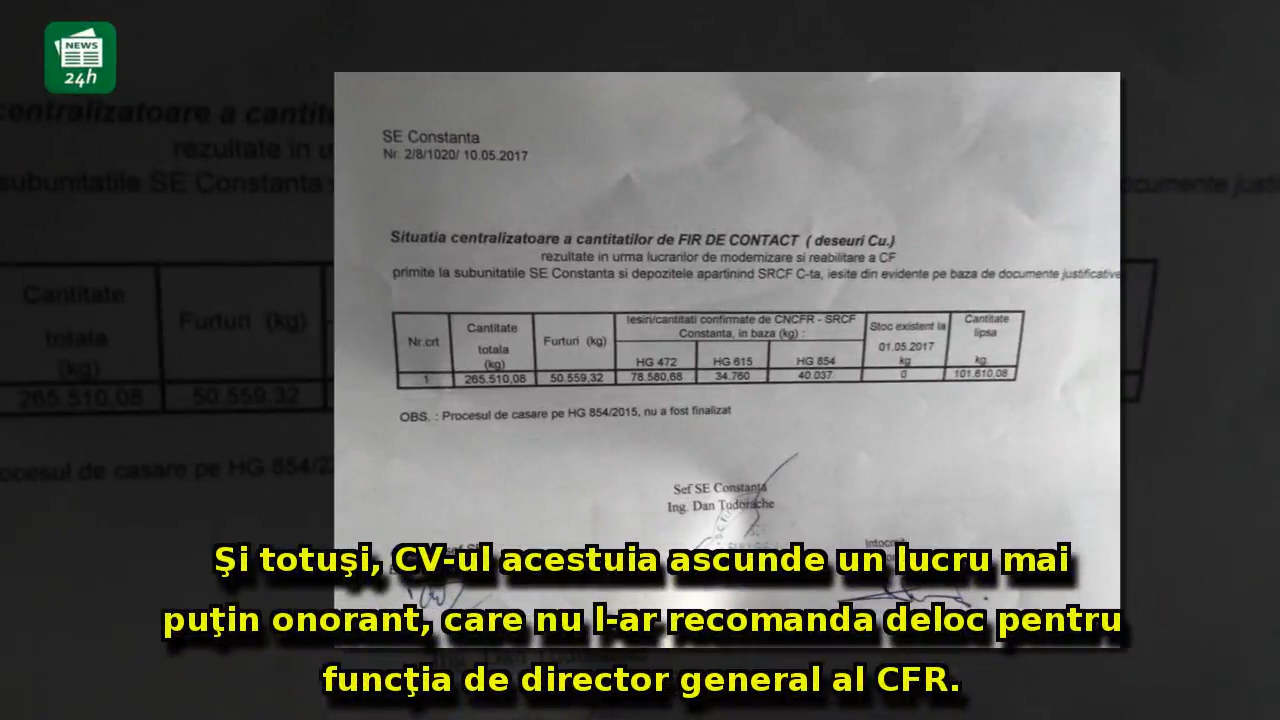 NEWS
24h
SE Constanta
Nr. 2/8/1020/ 10.05.2017
Situatia centralizatoare a cantitatilor de FIR DE CONTACT ( deseuri Cu.)
rezultate in urma lucrarilor de modernizare si reabilitare a CF
primite la subunitatile SE Constanta si depozitele apartinind SRCF C-ta, iesite din evidente pe baza de documente justificative
Nr.crt
Cantitate
totala
(kg)
Furturi (kg)
Iesiri/cantitati confirmate de CNCFR - SRCF
Constanta, in baza (kg) :
HG 472
HG 615
HG 854
Stoc existent la
01.05.2017
kg
Cantitate
lipsa
kg
1 265.510,08 50.559,32 78.580,68 34.760 40.037 0 101.610,08
OBS. : Procesul de casare pe HG 854/2015, nu a fost finalizat
Sef SE Constanta
Ing. Dan Tudorache
Intocmit
Şi totuşi, CV-ul acestuia ascunde un lucru mai
puţin onorant, care nu l-ar recomanda deloc pentru
funcţia de director general al CFR.